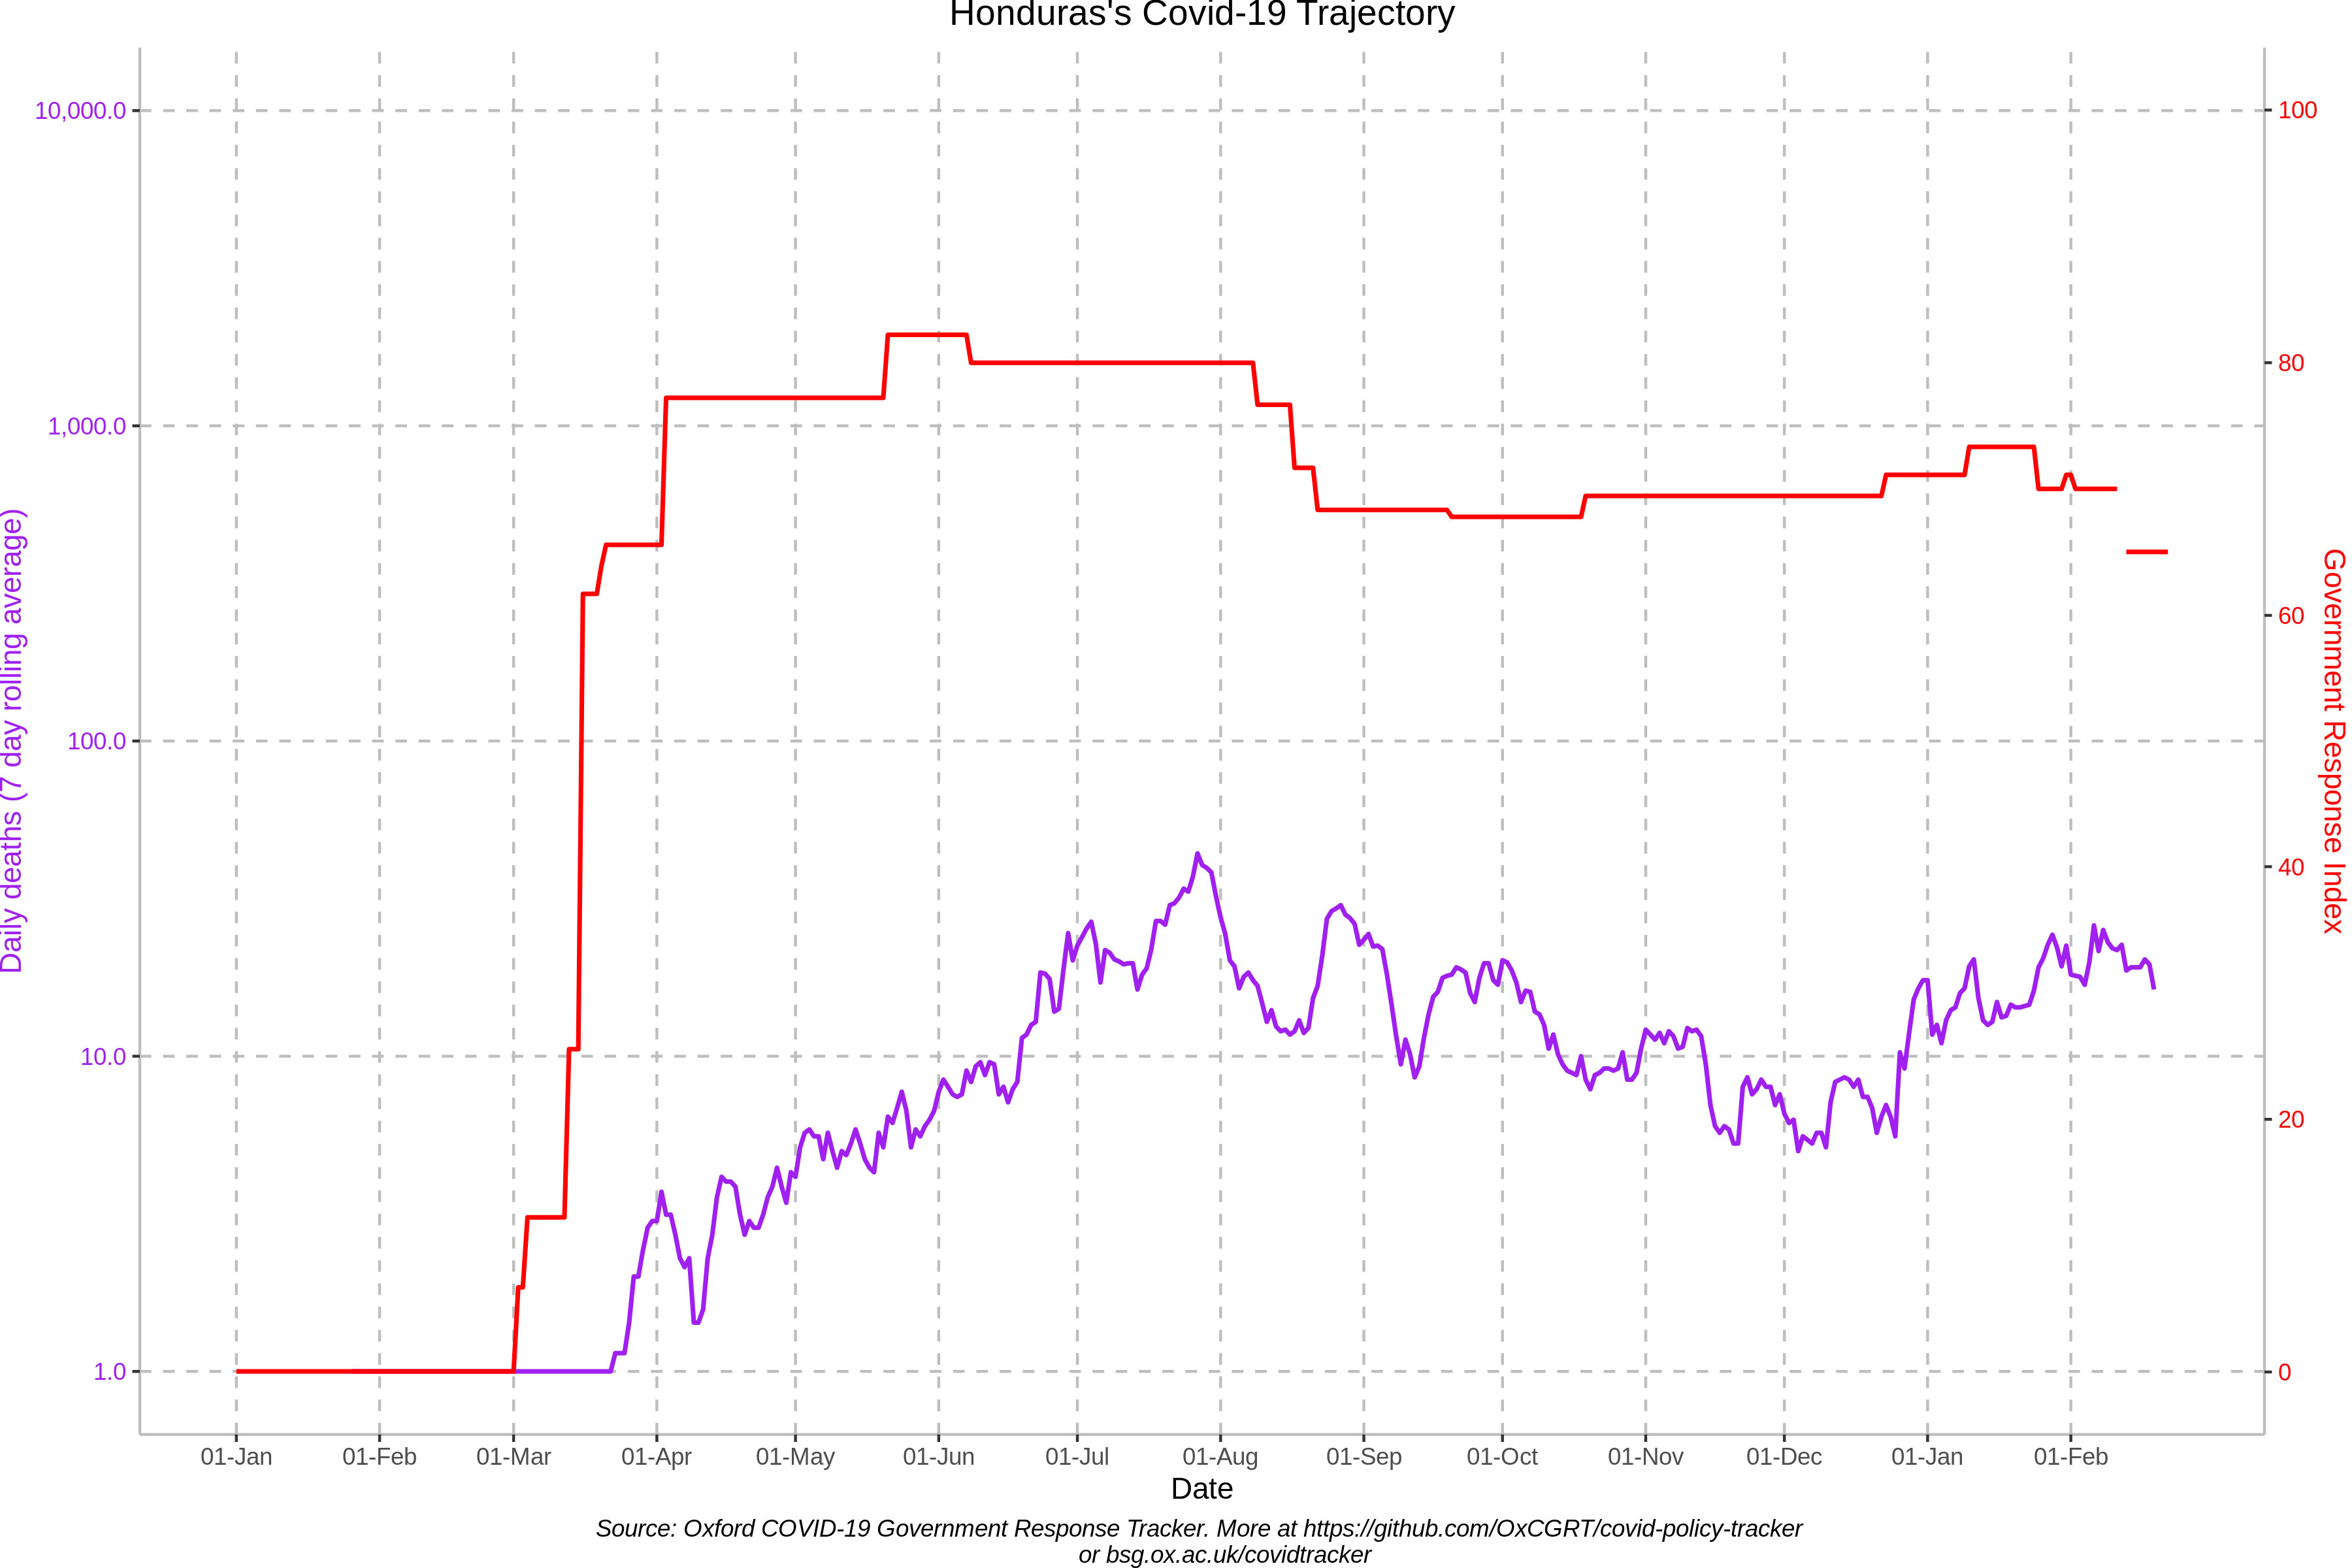 Honduras's Covid-19 Trajectory
10,000.0
1,000.0
100.0
10.0
1.0
Daily deaths (7 day rolling average)
100
80
60
40
20
0
Government Response Index
01-Jan 01-Feb 01-Mar 01-Apr 01-May 01-Jun 01-Jul 01-Aug 01-Sep 01-Oct 01-Nov 01-Dec 01-Jan 01-Feb
Date
Source: Oxford COVID-19 Government Response Tracker. More at https://github.com/OxCGRT/covid-policy-tracker
or bsg.ox.ac.uk/covidtracker